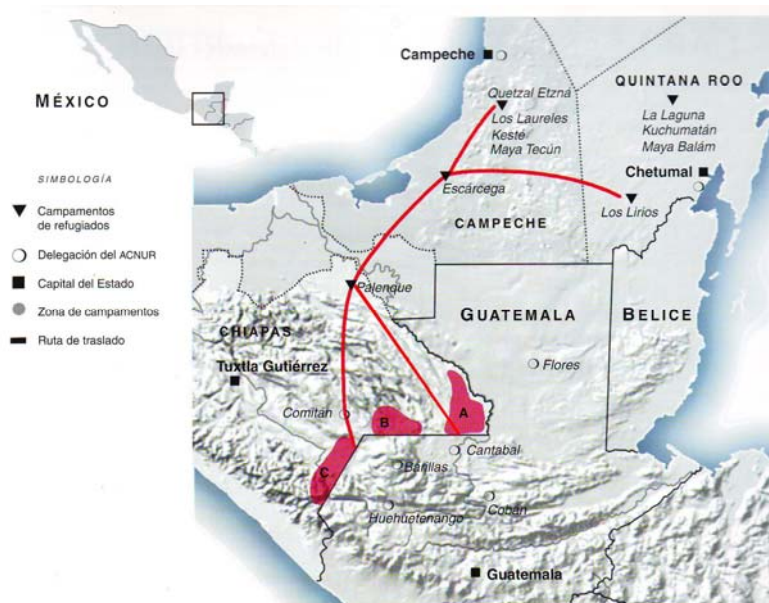 MÉXICO
SIMBOLOGÍA
Campamentos
de refugiados
Delegación del ACNUR
Capital del Estado
Zona de campamentos
Ruta de traslado
Campeche
Quetzal Etzná
Los Laureles
Kesté
Maya Tecún
QUINTANA ROO
La Laguna
Kuchumatán
Maya Balám
Chetumal
Escárcega
Los Lirios
CAMPECHE
Palenque
GUATEMALA
BELICE
CHIAPAS
Tuxtla Gutiérrez
Flores
Comitán
A
B
C
Cantabal
Barillas
Cobán
Huehuetenango
Guatemala